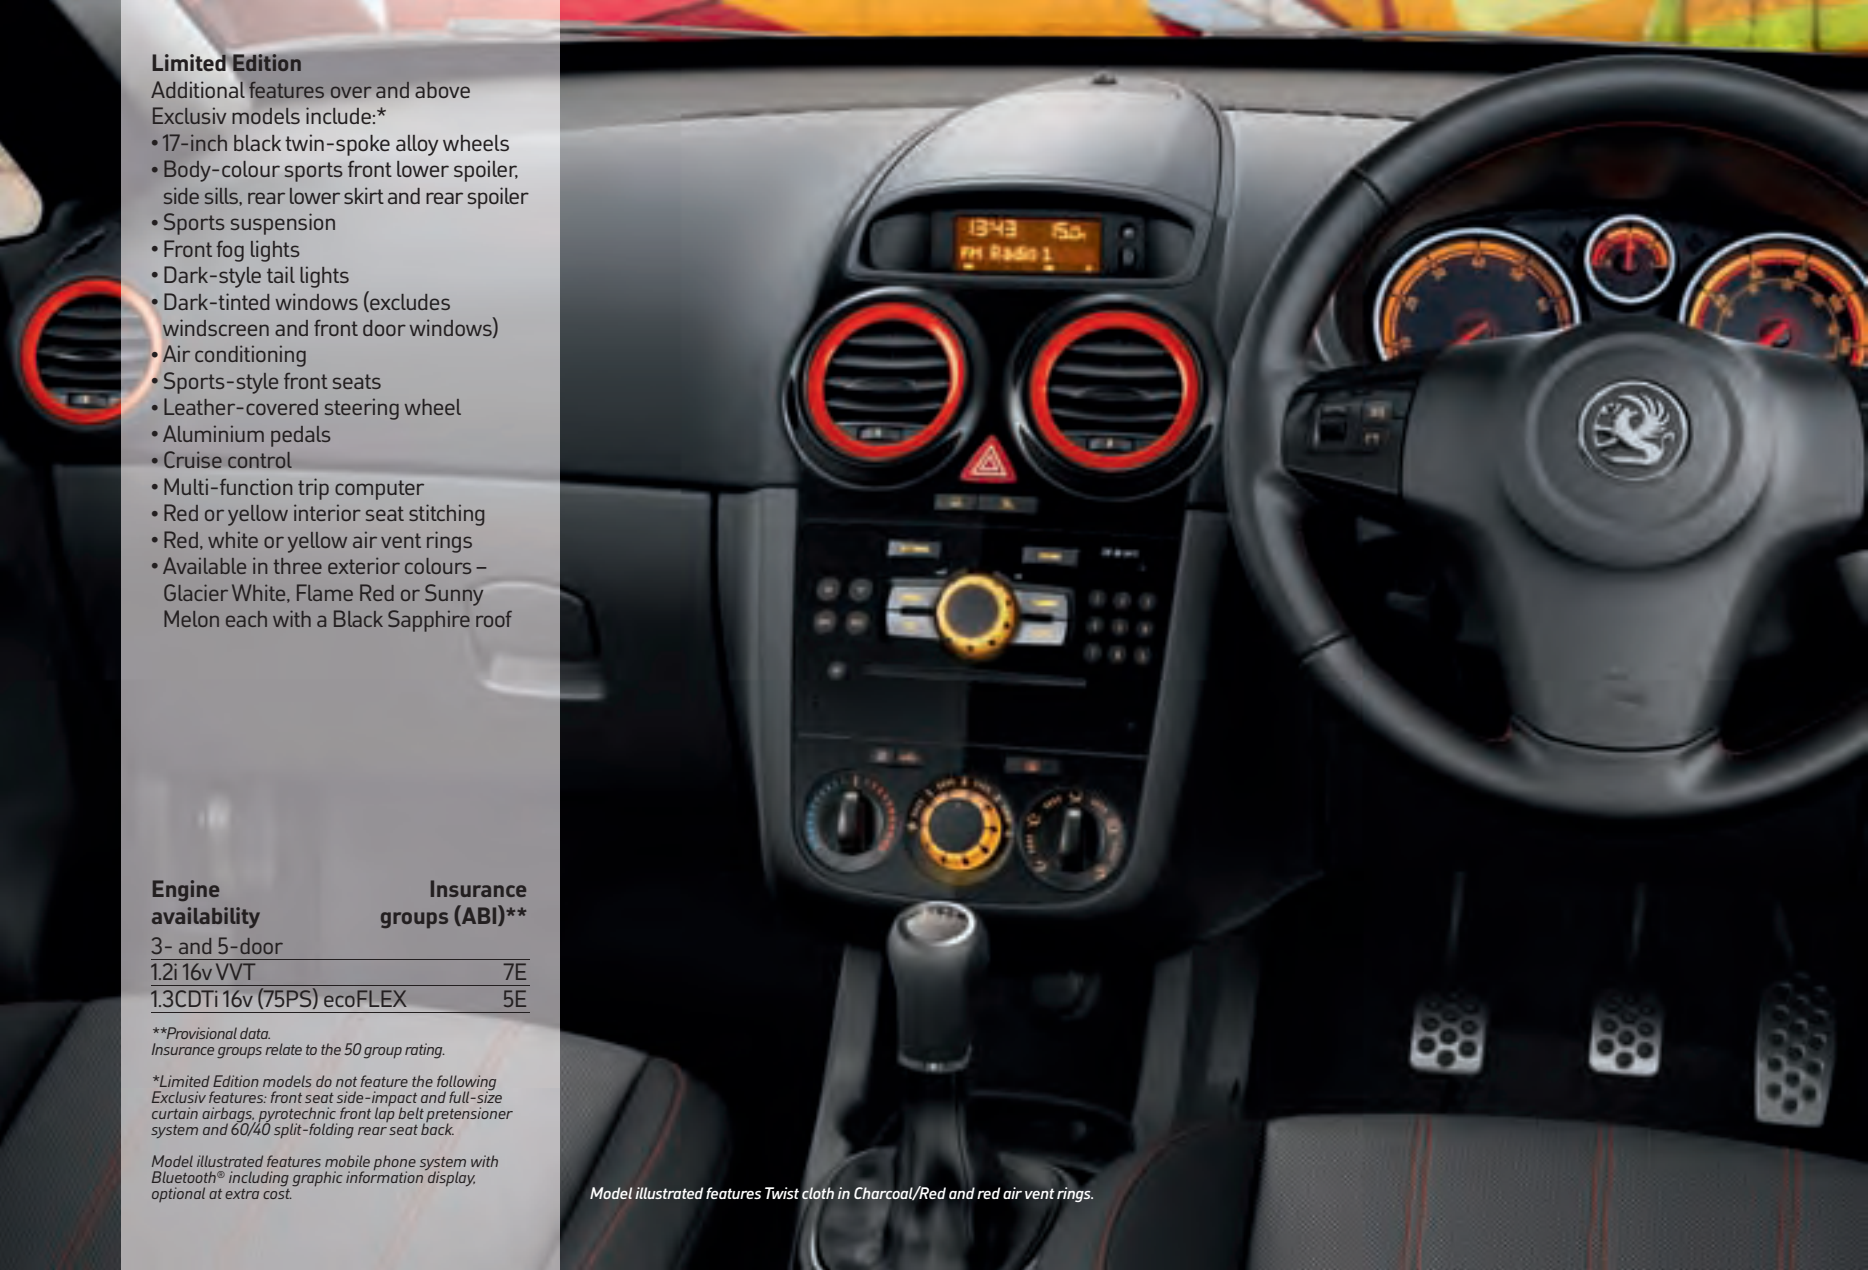 Limited Edition
Additional features over and above
Exclusiv models include:*
• 17-inch black twin-spoke alloy wheels
• Body-colour sports front lower spoiler,
side sills, rear lower skirt and rear spoiler
• Sports suspension
• Front fog lights
• Dark-style tail lights
• Dark-tinted windows (excludes
windscreen and front door windows)
• Air conditioning
• Sports-style front seats
• Leather-covered steering wheel
• Aluminium pedals
• Cruise control
• Multi-function trip computer
• Red or yellow interior seat stitching
• Red, white or yellow air vent rings
• Available in three exterior colours –
Glacier White, Flame Red or Sunny
Melon each with a Black Sapphire roof
Engine Insurance
availability groups (ABI)**
3- and 5-door
1.2i 16v VVT 7E
1.3CDTi 16v (75PS) ecoFLEX 5E
**Provisional data.
Insurance groups relate to the 50 group rating.
*Limited Edition models do not feature the following
Exclusiv features: front seat side-impact and full-size
curtain airbags, pyrotechnic front lap belt pretensioner
system and 60/40 split-folding rear seat back.
Model illustrated features mobile phone system with
Bluetooth® including graphic information display,
optional at extra cost.
13:43
FM Radio 1
Model illustrated features Twist cloth in Charcoal/Red and red air vent rings.